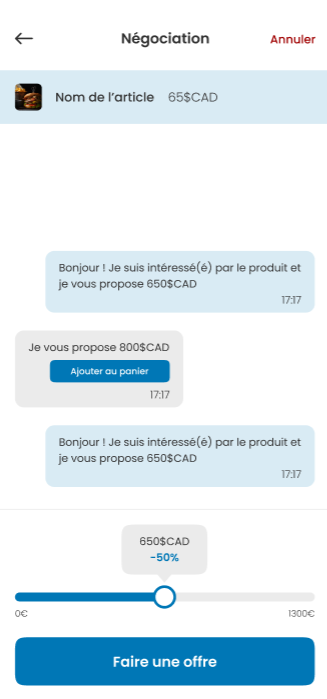 Négociation Annuler
Nom de l'article 65$CAD
Bonjour ! Je suis intéressé(é) par le produit et
je vous propose 650$CAD
17:17
Je vous propose 800$CAD
Ajouter au panier
17:17
Bonjour ! Je suis intéressé(é) par le produit et
je vous propose 650$CAD
17:17
650$CAD
-50%
0€ 1300€
Faire une offre